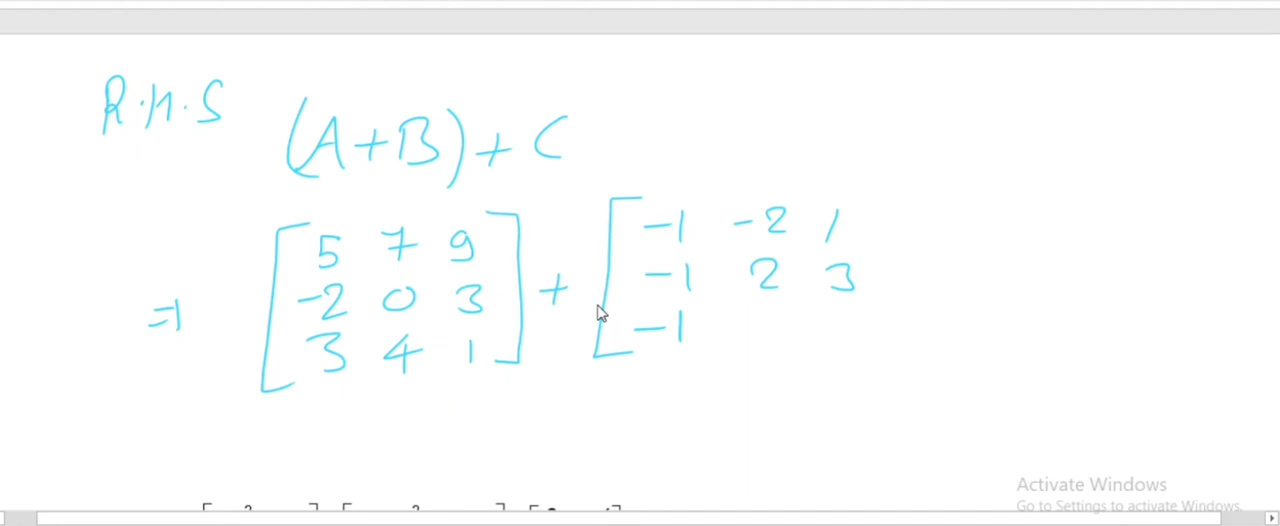 R.H.S (A+B)+C
=> [5 7 9] + [-1 -2 1
-2 0 3 -1 2 3
3 4 1 -1
Activate Windows
Go to Settings to activate Windows.